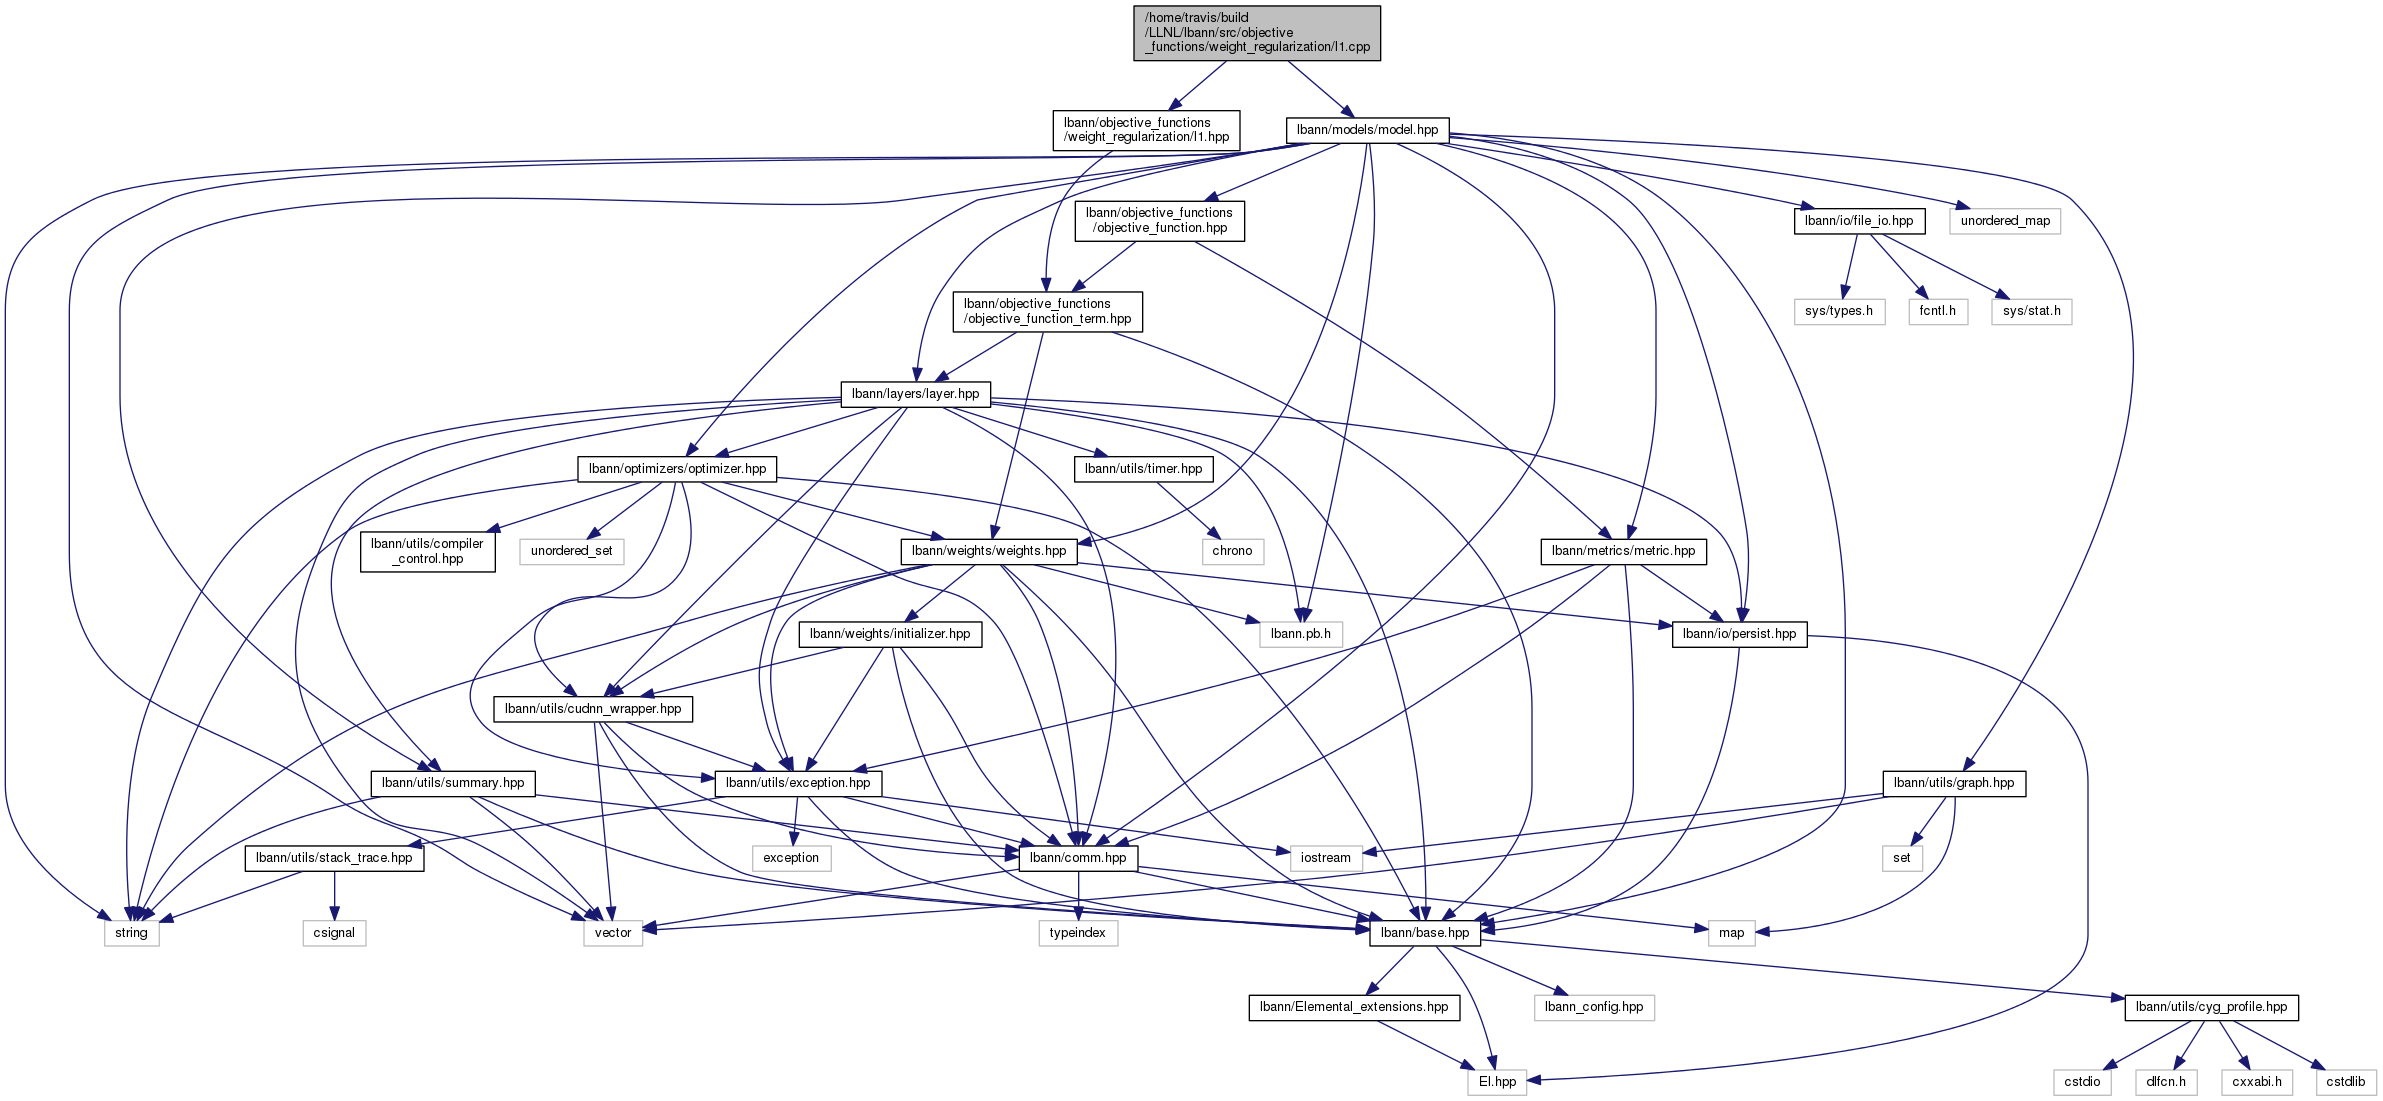 /home/travis/build
/LLNL/lbann/src/objective
_functions/weight_regularization/l1.cpp
lbann/objective_functions
/weight_regularization/l1.hpp
lbann/models/model.hpp
lbann/objective_functions
/objective_function.hpp
lbann/io/file_io.hpp
unordered_map
lbann/objective_functions
/objective_function_term.hpp
sys/types.h
fcntl.h
sys/stat.h
lbann/layers/layer.hpp
lbann/optimizers/optimizer.hpp
lbann/utils/timer.hpp
lbann/utils/compiler
_control.hpp
unordered_set
lbann/weights/weights.hpp
chrono
lbann/metrics/metric.hpp
lbann/weights/initializer.hpp
lbann.pb.h
lbann/io/persist.hpp
lbann/utils/cudnn_wrapper.hpp
lbann/utils/summary.hpp
lbann/utils/exception.hpp
lbann/utils/graph.hpp
lbann/utils/stack_trace.hpp
exception
lbann/comm.hpp
iostream
set
string
csignal
vector
typeindex
lbann/base.hpp
map
lbann/Elemental_extensions.hpp
lbann_config.hpp
lbann/utils/cyg_profile.hpp
El.hpp
cstdio
dlfcn.h
cxxabi.h
cstdlib